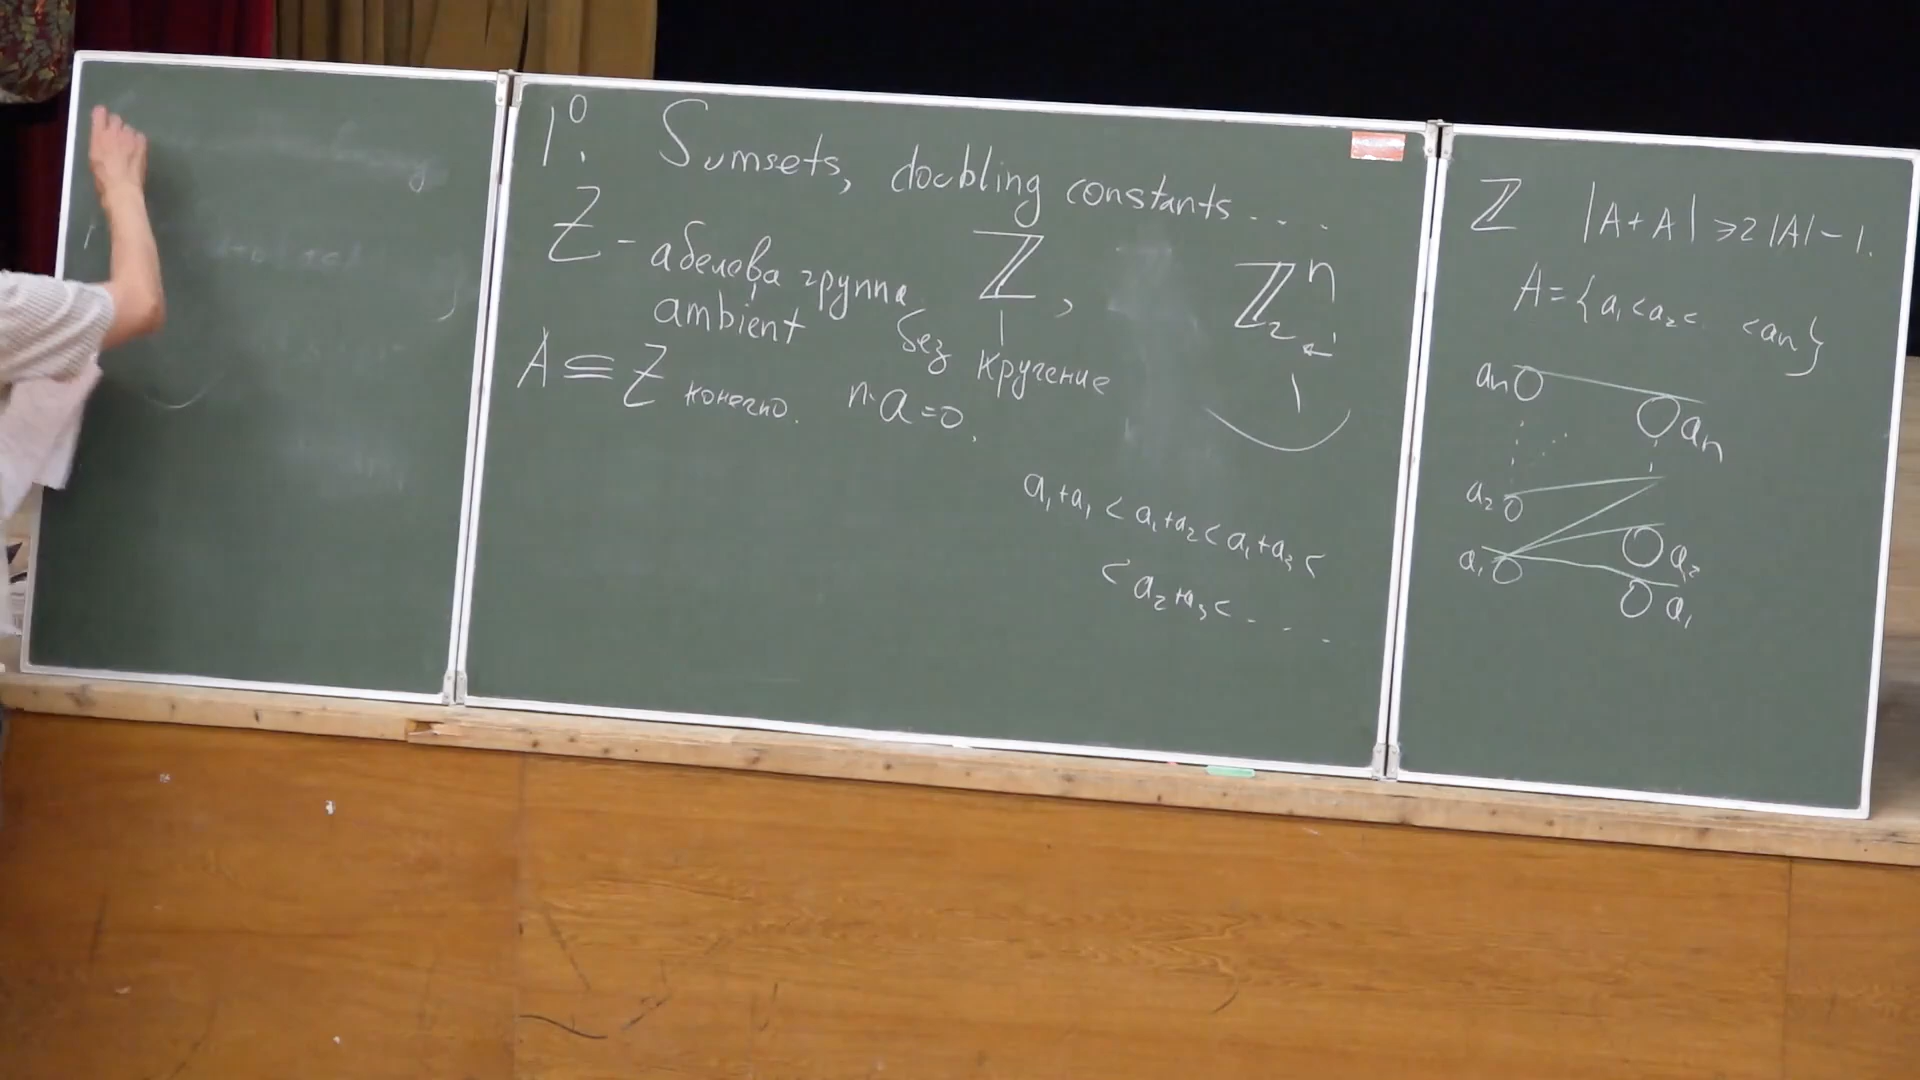 1⁰. Sumsets, doubling constants . . .
Z - абелева группа ℤ, ℤ₂ⁿ
ambient без кручение
A ⊆ Z конечно. n·a=0.
a₁+a₁ < a₁+a₂ < a₁+a₃ <
< a₂+a₃ < . . .
ℤ |A+A| ⩾ 2|A| - 1.
A = {a₁<a₂<. <aₙ}
aₙ
aₙ
a₂
a₁ a₂
a₁